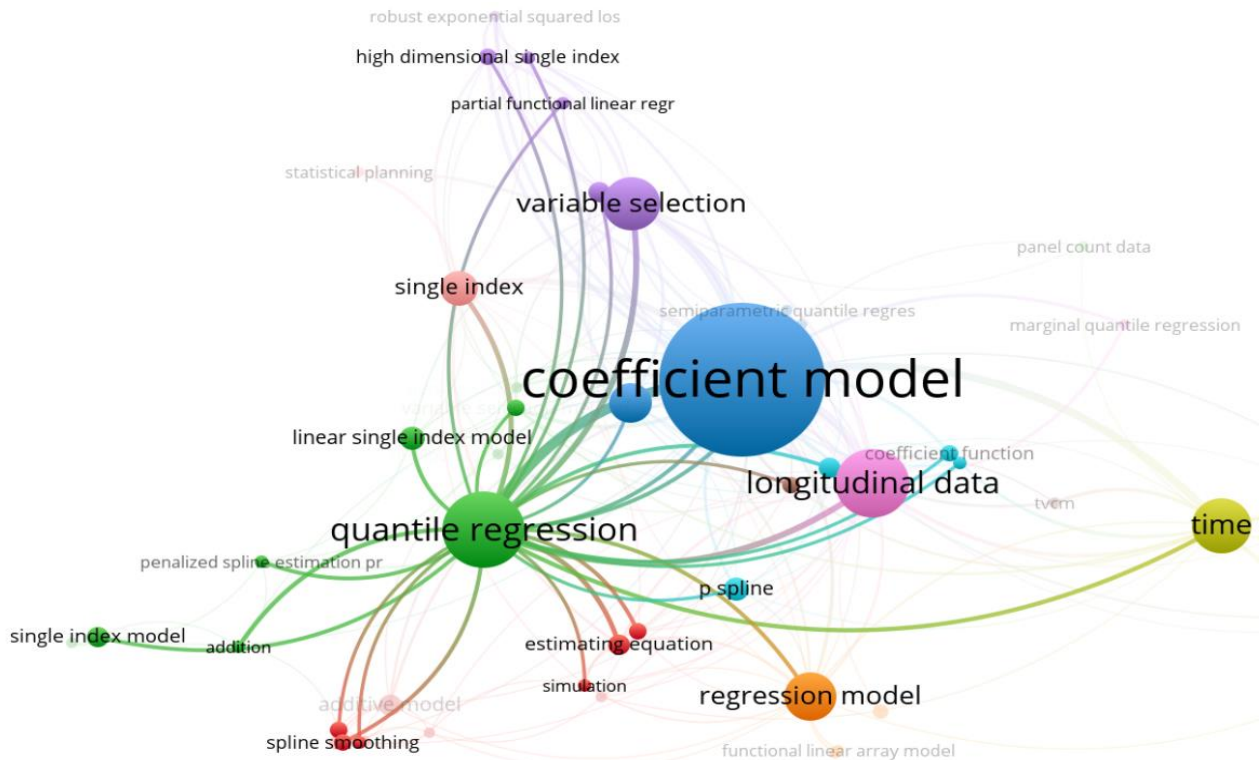 robust exponential squared los
high dimensional single index
partial functional linear regr
statistical planning
variable selection
panel count data
single index
semiparametric quantile regres
marginal quantile regression
coefficient model
linear single index model
coefficient function
longitudinal data
tvcm
quantile regression
time
penalized spline estimation pr
p spline
single index model
addition
estimating equation
simulation
additive model
regression model
spline smoothing
functional linear array model